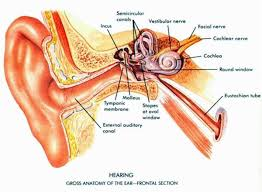 Semicircular
canals
Vestibular nerve
Facial nerve
Cochlear nerve
Cochlea
Round window
Incus
Malleus
Tympanic
membrane
Stapes
at oval
window
Eustachian tube
External auditory
canal
HEARING
GROSS ANATOMY OF THE EAR—FRONTAL SECTION